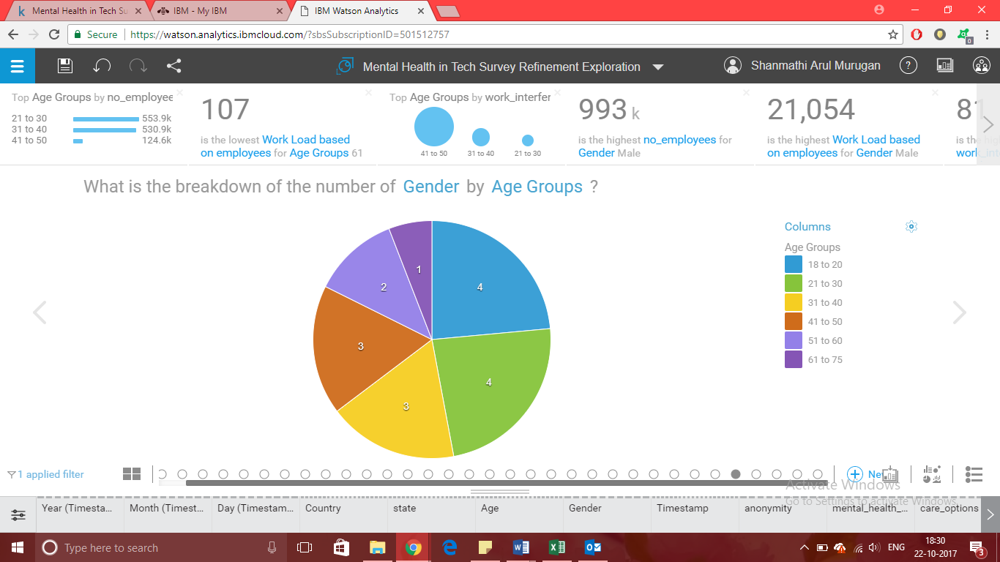 Mental Health in Tech Su
IBM - My IBM
IBM Watson Analytics
Secure
https://watson.analytics.ibmcloud.com/?sbsSubscriptionID=501512757
0
Mental Health in Tech Survey Refinement Exploration
Shanmathi Arul Murugan
?
Top Age Groups by no_employee
21 to 30 553.9k
31 to 40 530.9k
41 to 50 124.6k
107
is the lowest Work Load based
on employees for Age Groups 61
Top Age Groups by work_interfer
41 to 50 31 to 40 21 to 30
993 k
is the highest no_employees for
Gender Male
21,054
is the highest Work Load based
on employees for Gender Male
81
is the hig
work_int
What is the breakdown of the number of Gender by Age Groups ?
4
4
3
3
2
1
Columns
Age Groups
18 to 20
21 to 30
31 to 40
41 to 50
51 to 60
61 to 75
1 applied filter
New
Activate Windows
Go to Settings to activate Windows.
Year (Timesta... Month (Timest... Day (Timestam... Country state Age Gender Timestamp anonymity mental_health_... care_options
Type here to search
ENG
18:30
22-10-2017
3